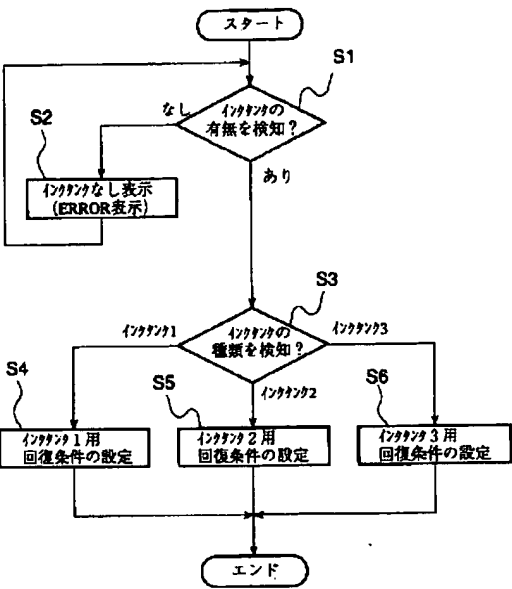 スタート
S1
なし
インクタンクの
有無を検知?
S2
あり
インクタンクなし表示
(ERROR表示)
S3
インクタンク1
インクタンクの
種類を検知?
インクタンク3
S4
S5
インクタンク2
S6
インクタンク1用
回復条件の設定
インクタンク2用
回復条件の設定
インクタンク3用
回復条件の設定
エンド